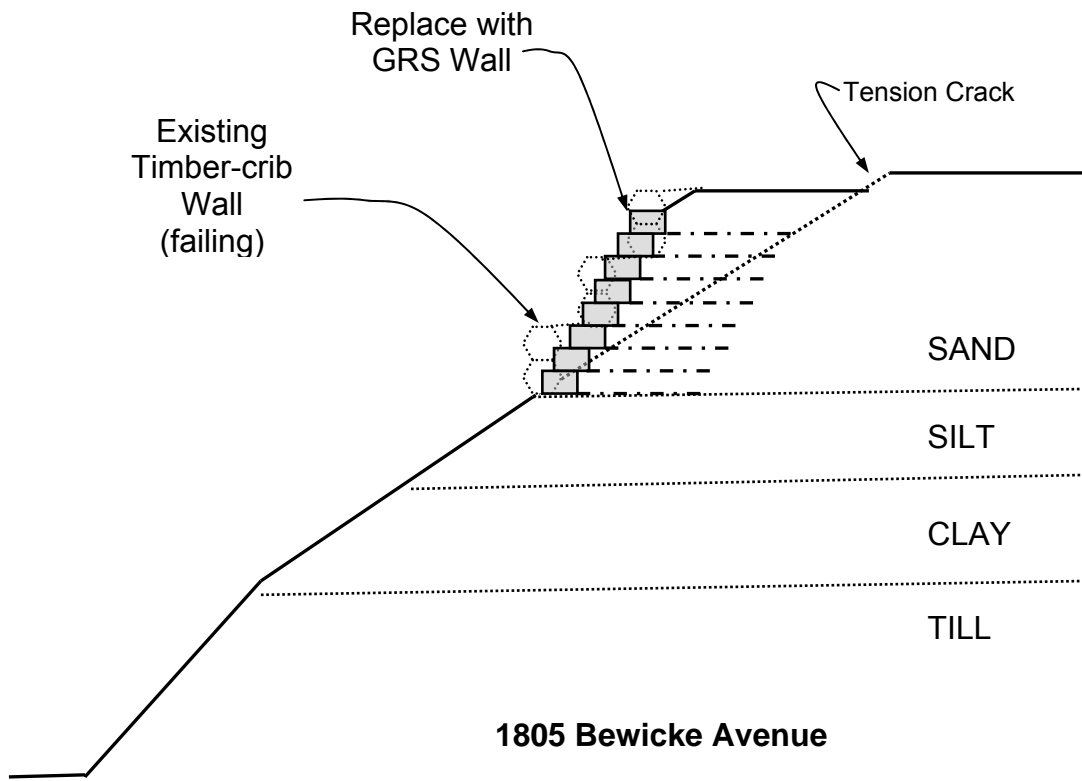 Replace with
GRS Wall
Tension Crack
Existing
Timber-crib
Wall
(failing)
SAND
SILT
CLAY
TILL
1805 Bewicke Avenue